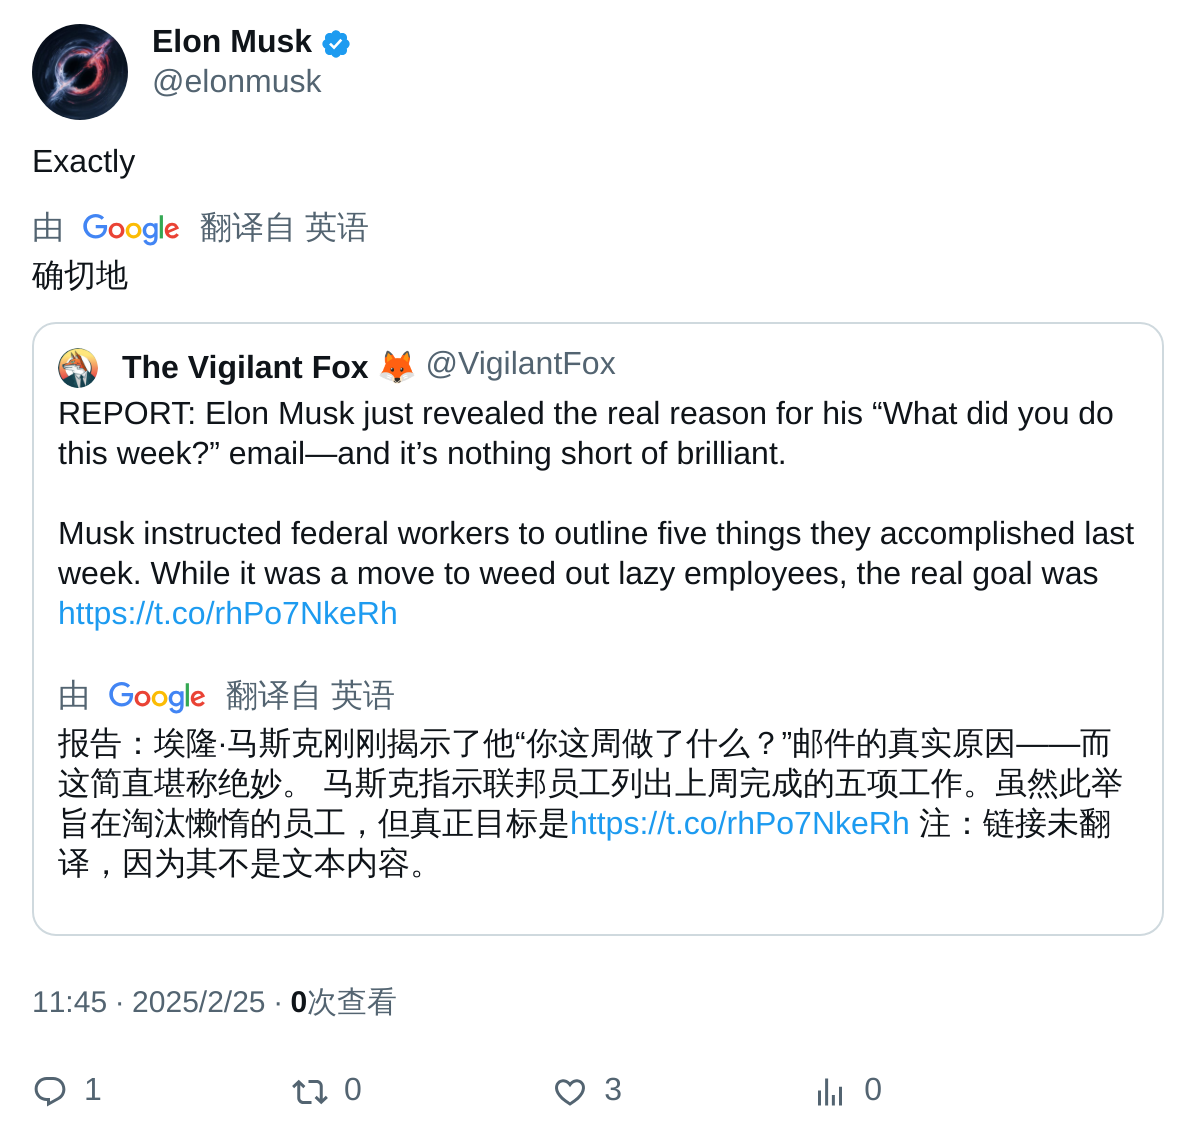 Elon Musk
@elonmusk
Exactly
由 Google 翻译自 英语
确切地
The Vigilant Fox 🦊 @VigilantFox
REPORT: Elon Musk just revealed the real reason for his “What did you do
this week?” email—and it’s nothing short of brilliant.
Musk instructed federal workers to outline five things they accomplished last
week. While it was a move to weed out lazy employees, the real goal was
https://t.co/rhPo7NkeRh
由 Google 翻译自 英语
报告：埃隆·马斯克刚刚揭示了他“你这周做了什么？”邮件的真实原因——而
这简直堪称绝妙。 马斯克指示联邦员工列出上周完成的五项工作。虽然此举
旨在淘汰懒惰的员工，但真正目标是https://t.co/rhPo7NkeRh 注：链接未翻
译，因为其不是文本内容。
11:45 · 2025/2/25 · 0次查看
1 0 3 0